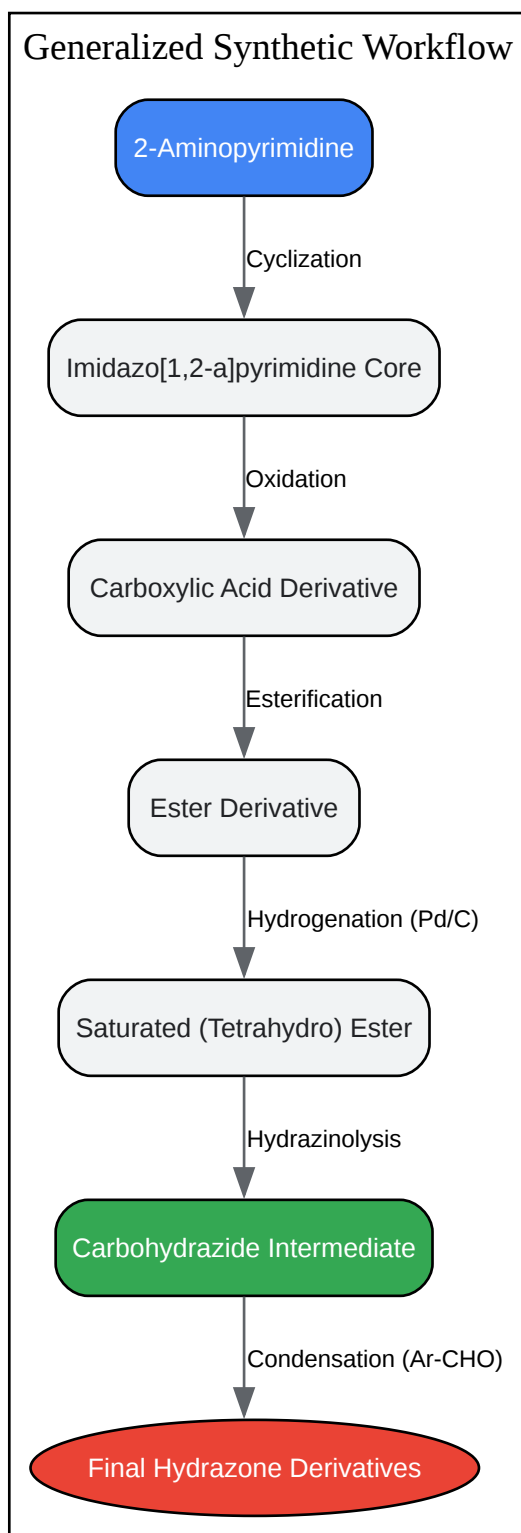 Generalized Synthetic Workflow
2-Aminopyrimidine
Cyclization
Imidazo[1,2-a]pyrimidine Core
Oxidation
Carboxylic Acid Derivative
Esterification
Ester Derivative
Hydrogenation (Pd/C)
Saturated (Tetrahydro) Ester
Hydrazinolysis
Carbohydrazide Intermediate
Condensation (Ar-CHO)
Final Hydrazone Derivatives